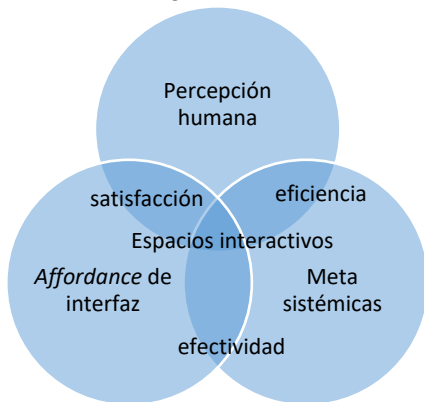 Percepción
humana
satisfacción
eficiencia
Espacios interactivos
Affordance de
interfaz
Meta
sistémicas
efectividad